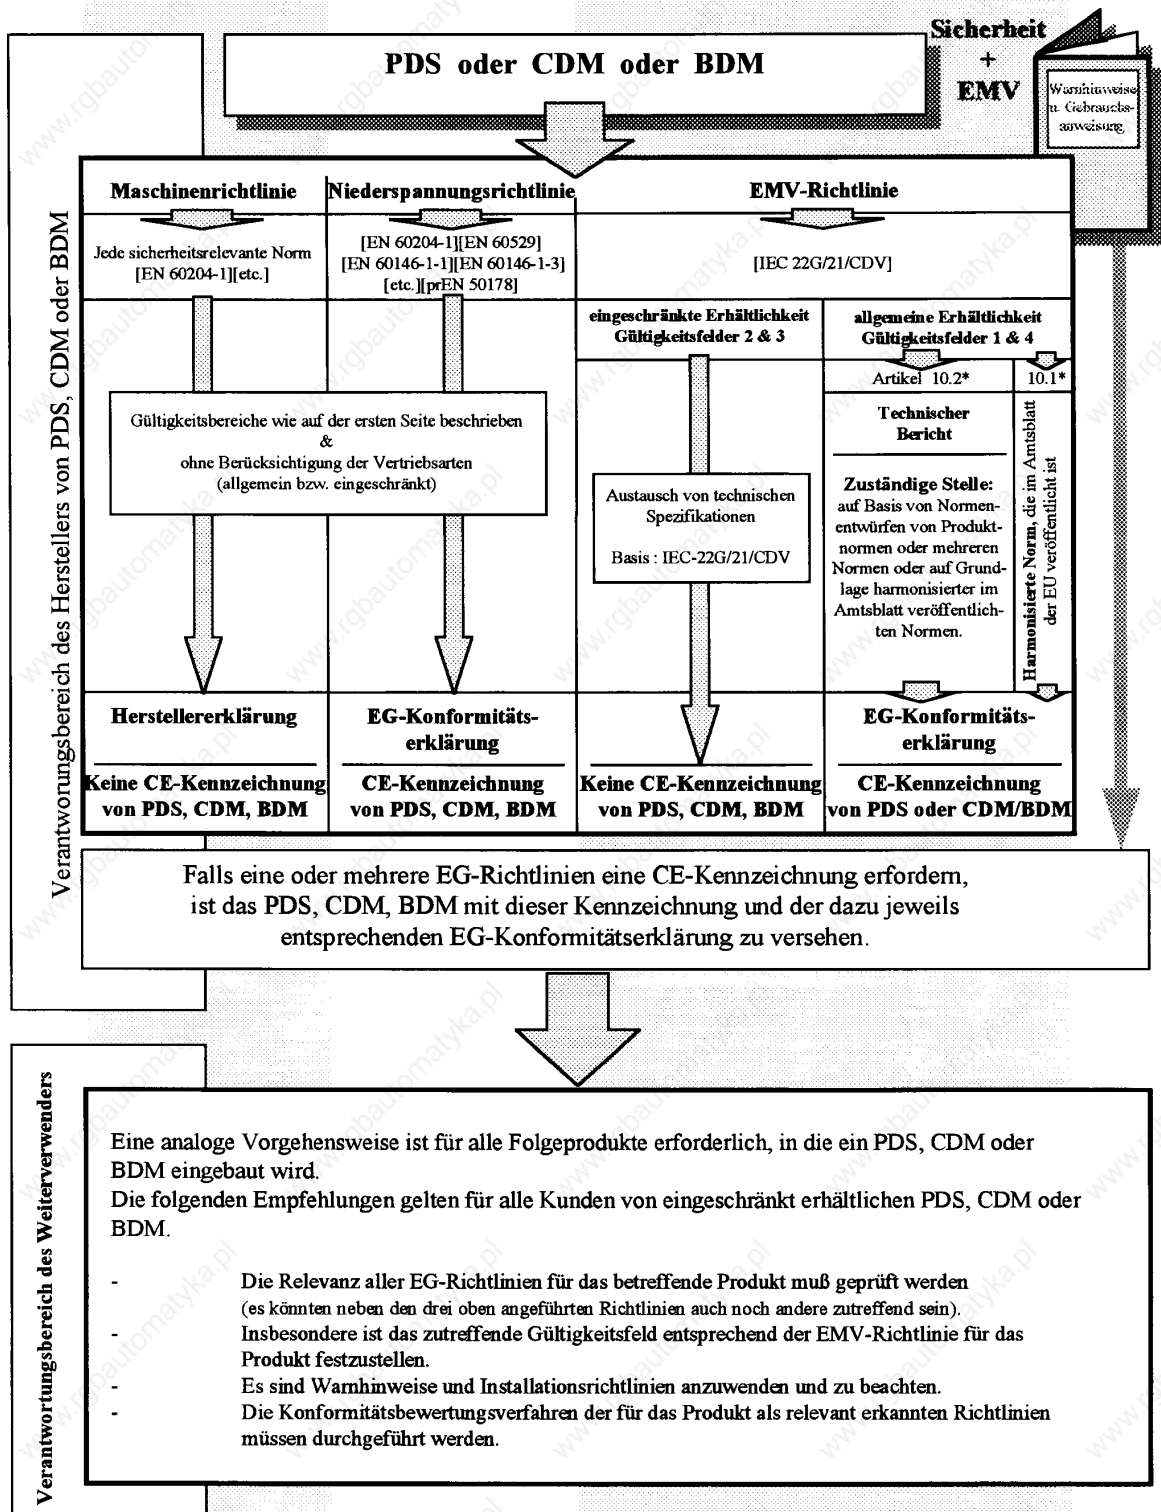 Sicherheit
+
EMV
PDS oder CDM oder BDM
Warnhinweise
u. Gebrauchs-
anweisung
Verantworungsbereich des Herstellers von PDS, CDM oder BDM
Maschinenrichtlinie
Niederspannungsrichtlinie
EMV-Richtlinie
Jede sicherheitsrelevante Norm
[EN 60204-1][etc.]
[EN 60204-1][EN 60529]
[EN 60146-1-1][EN 60146-1-3]
[etc.][prEN 50178]
[IEC 22G/21/CDV]
eingeschränkte Erhältlichkeit
Gültigkeitsfelder 2 & 3
allgemeine Erhältlichkeit
Gültigkeitsfelder 1 & 4
Artikel 10.2*
10.1*
Gültigkeitsbereiche wie auf der ersten Seite beschrieben
&
ohne Berücksichtigung der Vertriebsarten
(allgemein bzw. eingeschränkt)
Austausch von technischen
Spezifikationen
Basis : IEC-22G/21/CDV
Technischer
Bericht
Zuständige Stelle:
auf Basis von Normen-
entwürfen von Produkt-
normen oder mehreren
Normen oder auf Grund-
lage harmonisierter im
Amtsblatt veröffentlich-
ten Normen.
Harmonisierte Norm, die im Amtsblatt
der EU veröffentlicht ist
Herstellererklärung
EG-Konformitäts-
erklärung
EG-Konformitäts-
erklärung
Keine CE-Kennzeichnung
von PDS, CDM, BDM
CE-Kennzeichnung
von PDS, CDM, BDM
Keine CE-Kennzeichnung
von PDS, CDM, BDM
CE-Kennzeichnung
von PDS oder CDM/BDM
Falls eine oder mehrere EG-Richtlinien eine CE-Kennzeichnung erfordern,
ist das PDS, CDM, BDM mit dieser Kennzeichnung und der dazu jeweils
entsprechenden EG-Konformitätserklärung zu versehen.
Verantwortungsbereich des Weiterverwenders
Eine analoge Vorgehensweise ist für alle Folgeprodukte erforderlich, in die ein PDS, CDM oder
BDM eingebaut wird.
Die folgenden Empfehlungen gelten für alle Kunden von eingeschränkt erhältlichen PDS, CDM oder
BDM.
- Die Relevanz aller EG-Richtlinien für das betreffende Produkt muß geprüft werden
(es könnten neben den drei oben angeführten Richtlinien auch noch andere zutreffend sein).
- Insbesondere ist das zutreffende Gültigkeitsfeld entsprechend der EMV-Richtlinie für das
Produkt festzustellen.
- Es sind Warnhinweise und Installationsrichtlinien anzuwenden und zu beachten.
- Die Konformitätsbewertungsverfahren der für das Produkt als relevant erkannten Richtlinien
müssen durchgeführt werden.
www.rgbautomatyka.pl